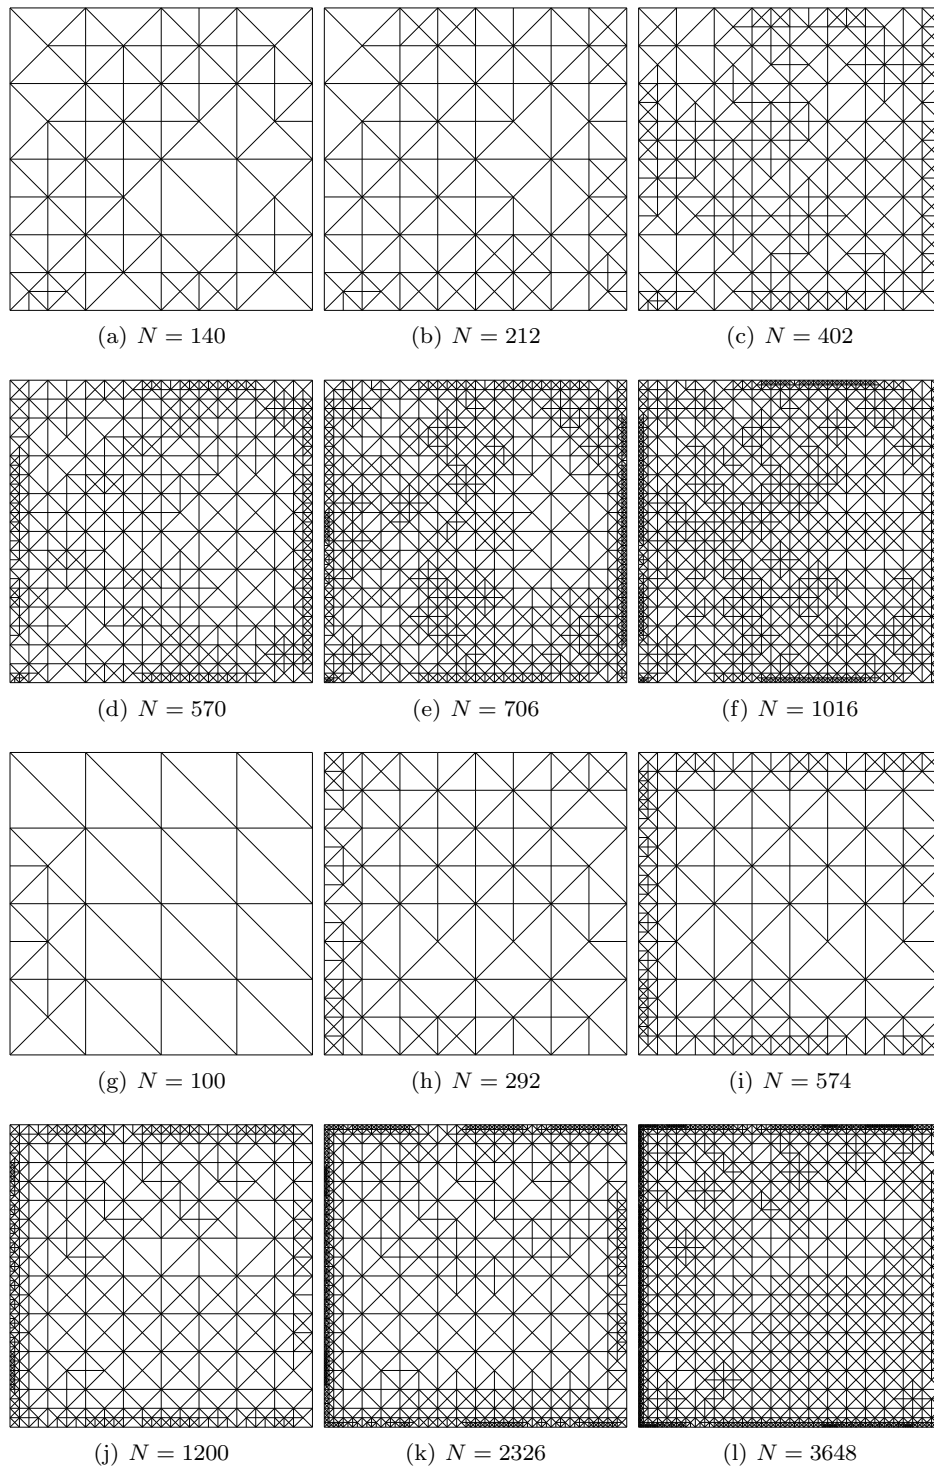 (a) N = 140
(b) N = 212
(c) N = 402
(d) N = 570
(e) N = 706
(f) N = 1016
(g) N = 100
(h) N = 292
(i) N = 574
(j) N = 1200
(k) N = 2326
(l) N = 3648